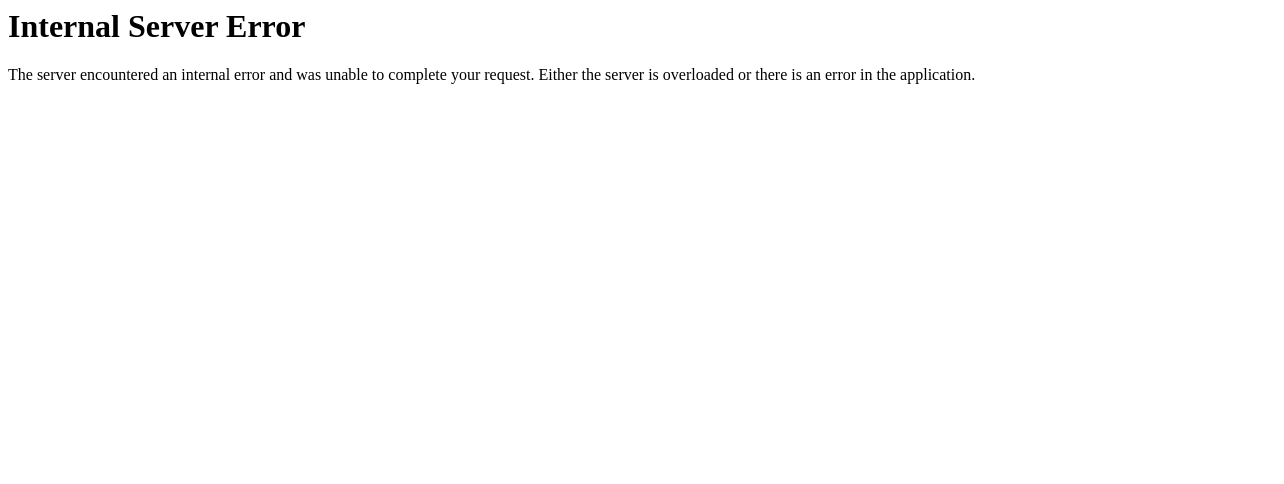 Internal Server Error
The server encountered an internal error and was unable to complete your request. Either the server is overloaded or there is an error in the application.